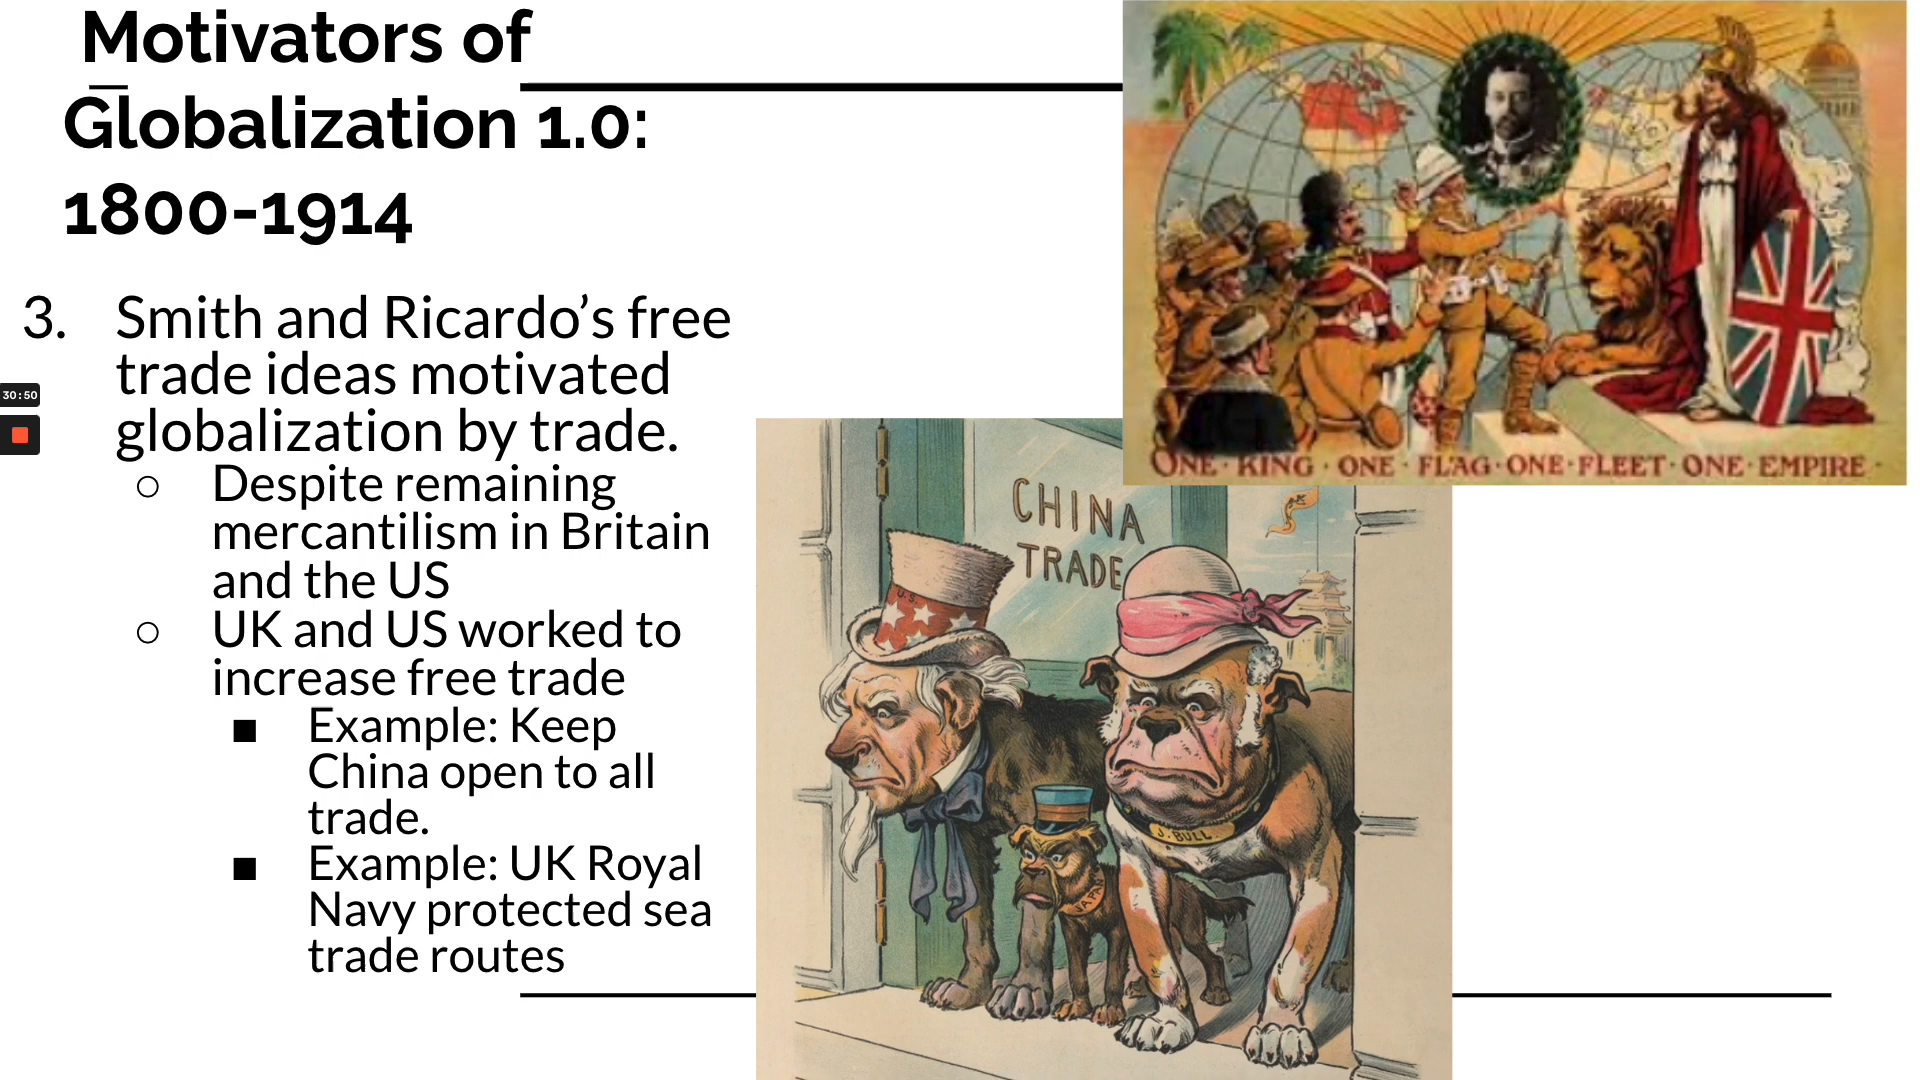 Motivators of
Globalization 1.0:
1800-1914
3. Smith and Ricardo’s free
trade ideas motivated
globalization by trade.
○ Despite remaining
mercantilism in Britain
and the US
○ UK and US worked to
increase free trade
■ Example: Keep
China open to all
trade.
■ Example: UK Royal
Navy protected sea
trade routes
30:50
ONE · KING · ONE · FLAG · ONE · FLEET · ONE · EMPIRE ·
CHINA
TRADE
U.S.
J. BULL.
JAPAN